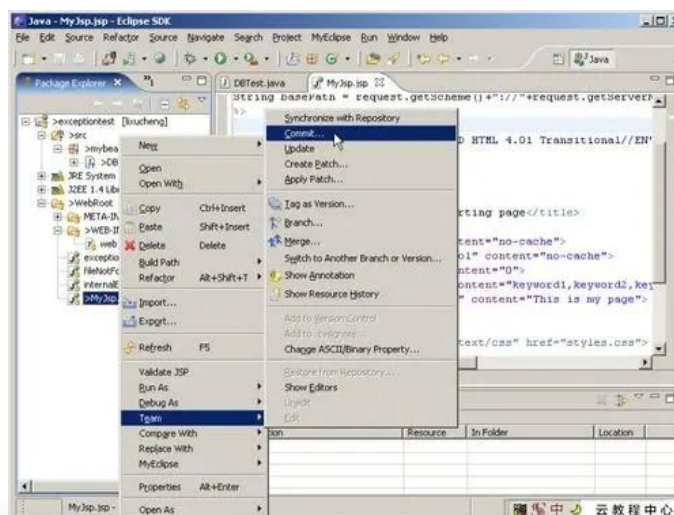 Java - MyJsp.jsp - Eclipse SDK
File Edit Source Refactor Source Navigate Search Project MyEclipse Run Window Help
Java
Package Explorer
DBTest.java
MyJsp.jsp
String basePath = request.getScheme()+"://"+request.getServerN
%>
D HTML 4.01 Transitional//EN"
rting page</title>
tent="no-cache">
ol" content="no-cache">
ntent="0">
content="keyword1,keyword2,key
" content="This is my page">
text/css" href="styles.css">
>exceptiontest [lixucheng]
>src
>mybea
>DB
JRE System
J2EE 1.4 Libr
>WebRoot
META-IN
>WEB-IN
web
exceptio
fileNotFo
internalE
>MyJsp.
New
Open
Open With
Copy Ctrl+Insert
Paste Shift+Insert
Delete Delete
Build Path
Refactor Alt+Shift+T
Import...
Export...
Refresh F5
Validate JSP
Run As
Debug As
Team
Compare With
Replace With
MyEclipse
Properties Alt+Enter
Open As
Synchronize with Repository
Commit...
Update
Create Patch...
Apply Patch...
Tag as Version...
Branch...
Merge...
Switch to Another Branch or Version...
Show Annotation
Show Resource History
Add to Version Control
Add to .cvsignore...
Change ASCII/Binary Property...
Restore from Repository...
Show Editors
Unedit
Edit
tion Resource In Folder Location
MyJsp.jsp -
中
云教程中心